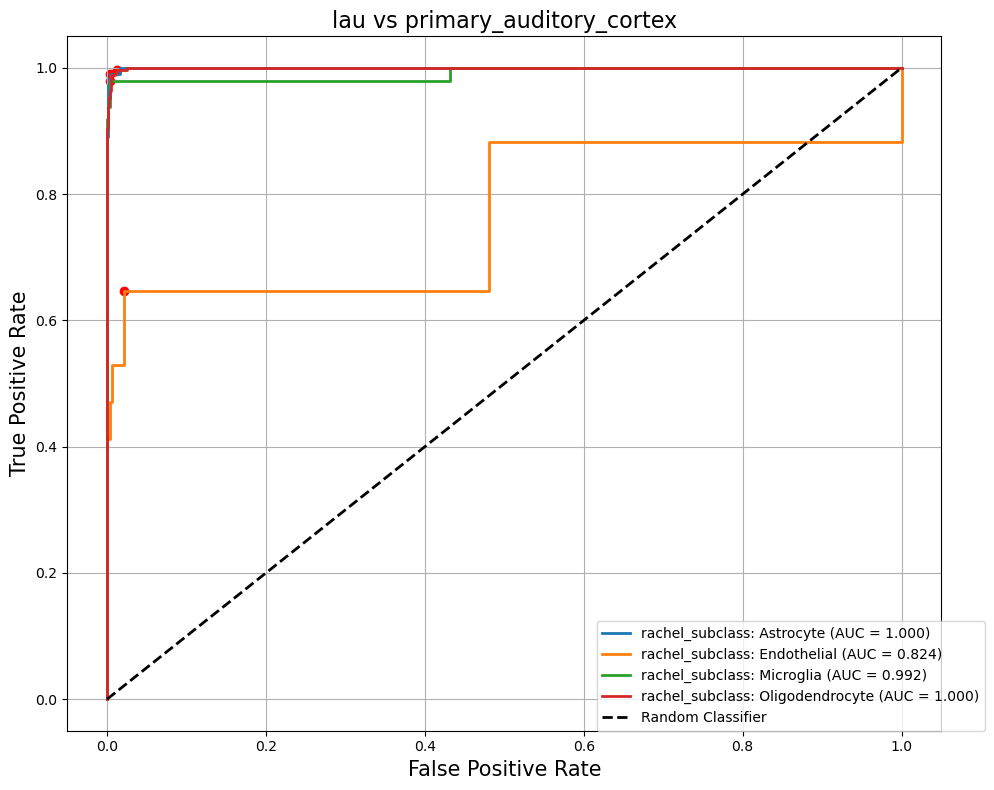 lau vs primary_auditory_cortex
True Positive Rate
1.0
0.8
0.6
0.4
0.2
0.0
0.0 0.2 0.4 0.6 0.8 1.0
False Positive Rate
rachel_subclass: Astrocyte (AUC = 1.000)
rachel_subclass: Endothelial (AUC = 0.824)
rachel_subclass: Microglia (AUC = 0.992)
rachel_subclass: Oligodendrocyte (AUC = 1.000)
Random Classifier